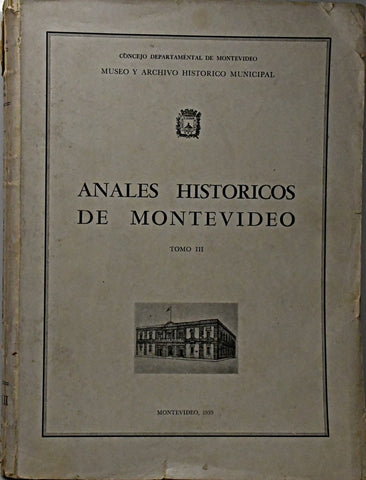 CONCEJO DEPARTAMENTAL DE MONTEVIDEO
MUSEO Y ARCHIVO HISTORICO MUNICIPAL
ANALES HISTORICOS
DE MONTEVIDEO
TOMO III
MONTEVIDEO, 1959